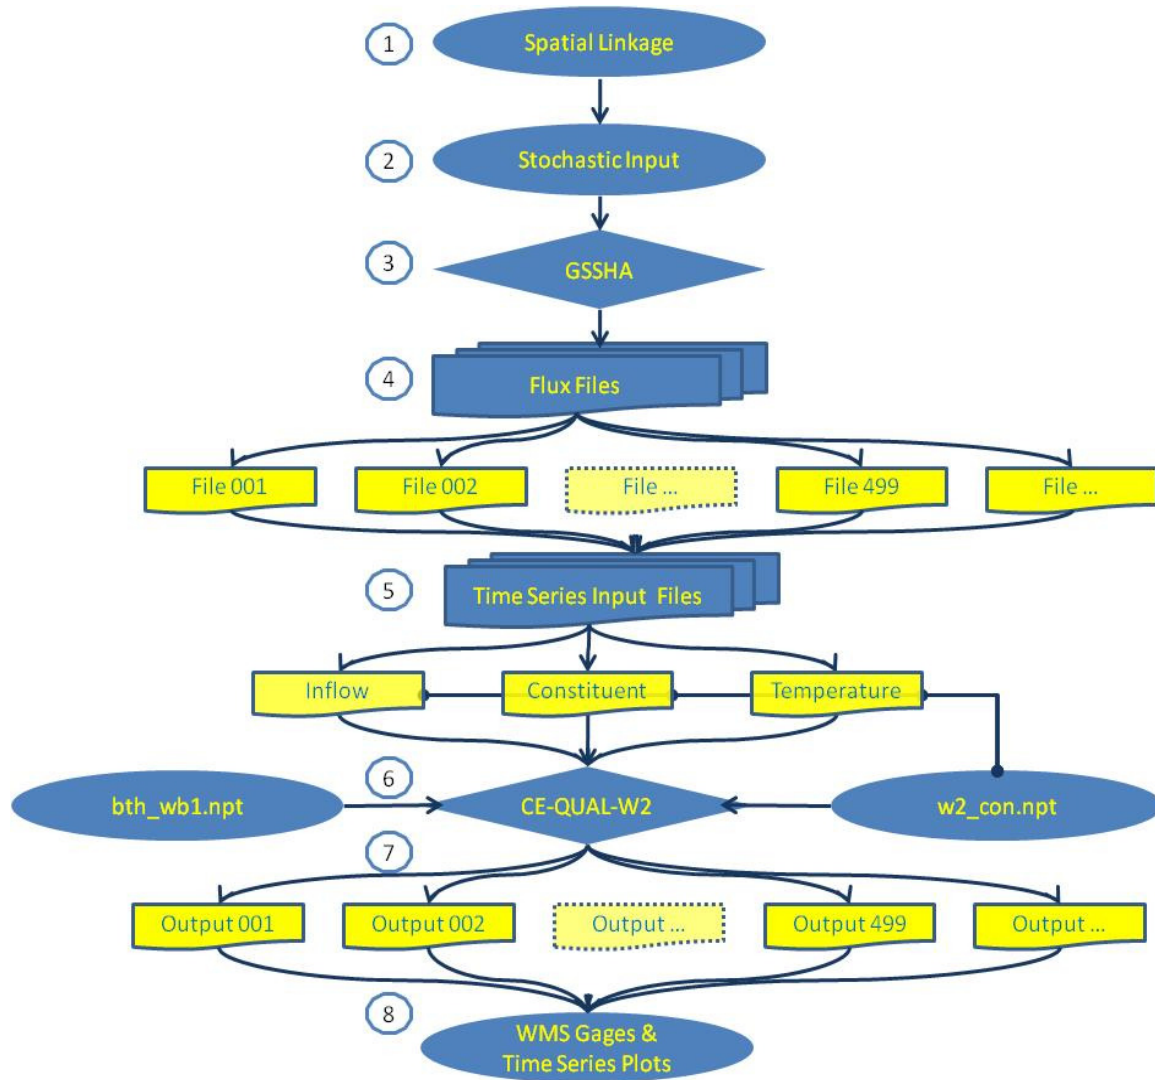 1
Spatial Linkage
2
Stochastic Input
3
GSSHA
4
Flux Files
File 001
File 002
File ...
File 499
File ...
5
Time Series Input Files
Inflow
Constituent
Temperature
6
bth_wb1.npt
CE-QUAL-W2
w2_con.npt
7
Output 001
Output 002
Output ...
Output 499
Output ...
8
WMS Gages &
Time Series Plots